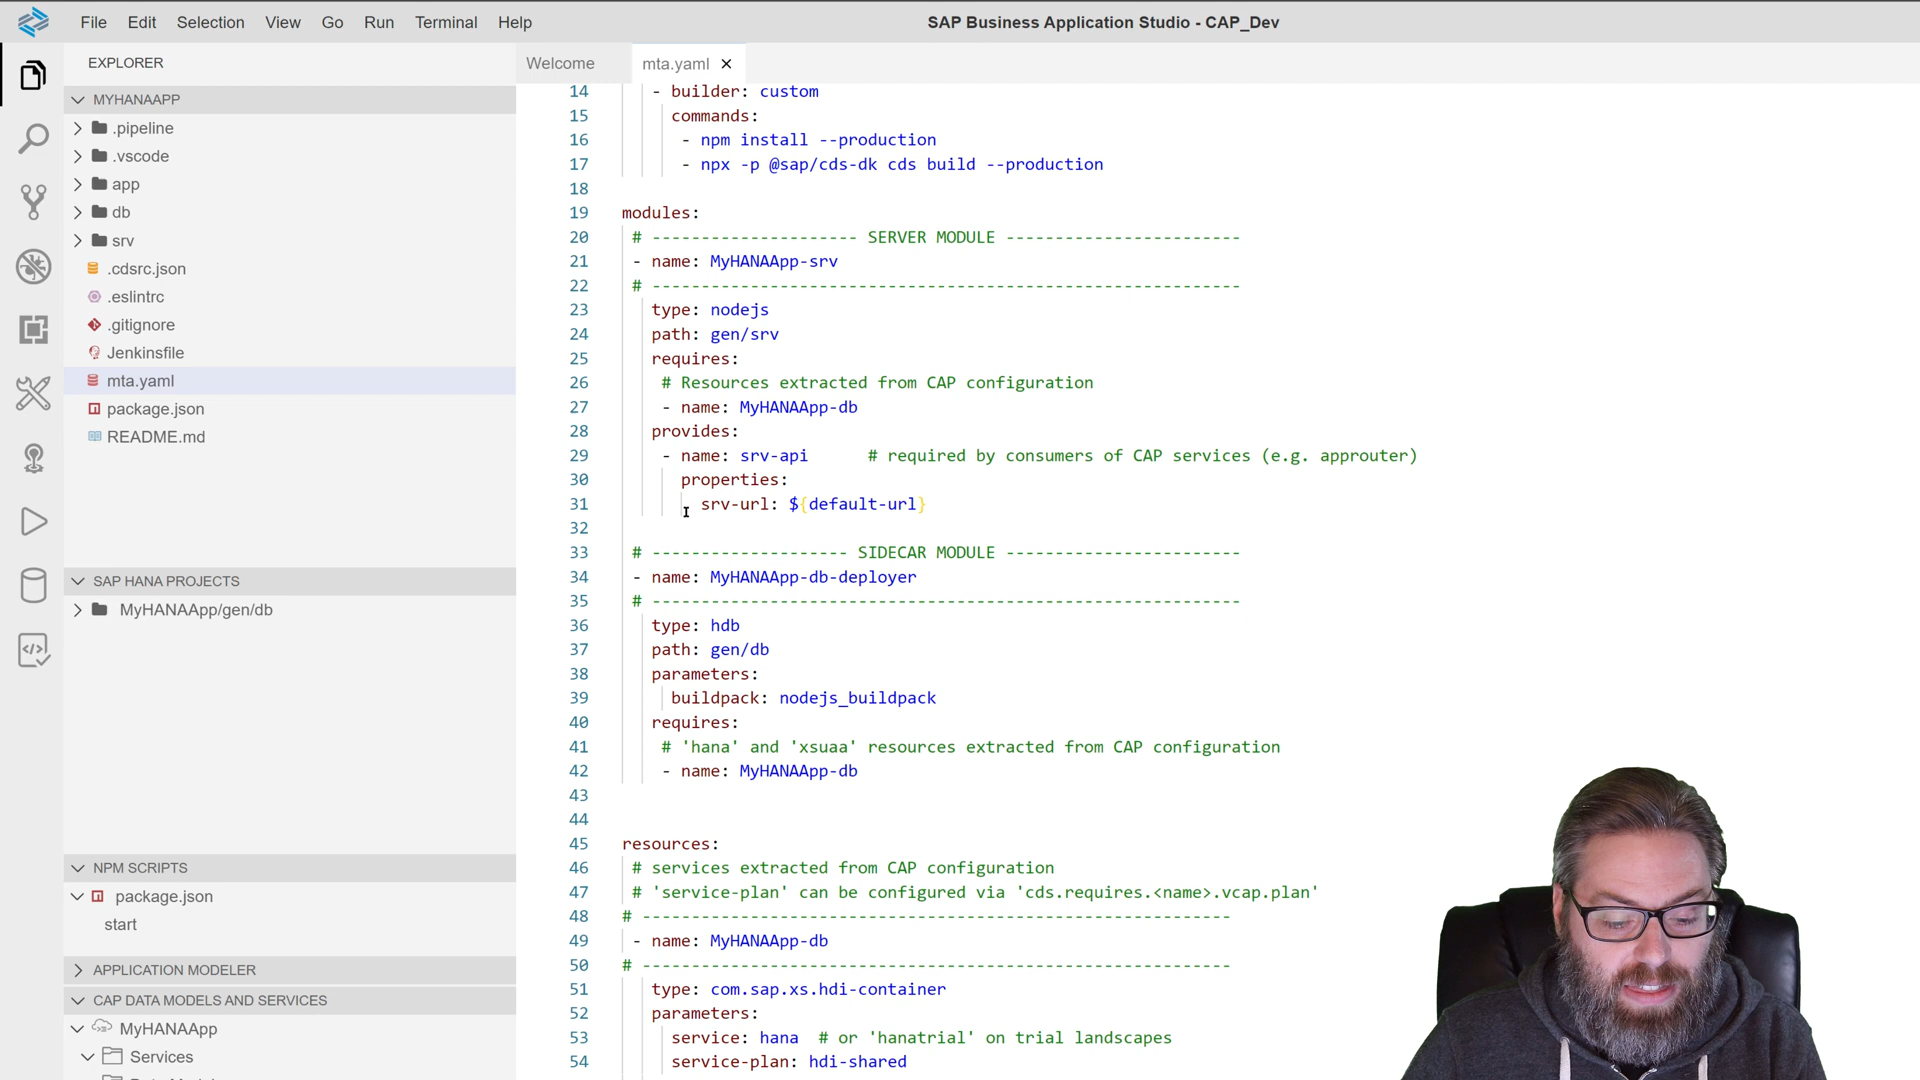 File Edit Selection View Go Run Terminal Help
SAP Business Application Studio - CAP_Dev
EXPLORER
MYHANAAPP
.pipeline
.vscode
app
db
srv
.cdsrc.json
.eslintrc
.gitignore
Jenkinsfile
mta.yaml
package.json
README.md
SAP HANA PROJECTS
MyHANAApp/gen/db
NPM SCRIPTS
package.json
start
APPLICATION MODELER
CAP DATA MODELS AND SERVICES
MyHANAApp
Services
Welcome mta.yaml
14 - builder: custom
15 commands:
16 - npm install --production
17 - npx -p @sap/cds-dk cds build --production
18
19 modules:
20 # --------------------- SERVER MODULE ------------------------
21 - name: MyHANAApp-srv
22 # ------------------------------------------------------------
23 type: nodejs
24 path: gen/srv
25 requires:
26 # Resources extracted from CAP configuration
27 - name: MyHANAApp-db
28 provides:
29 - name: srv-api # required by consumers of CAP services (e.g. approuter)
30 properties:
31 srv-url: ${default-url}
32
33 # -------------------- SIDECAR MODULE ------------------------
34 - name: MyHANAApp-db-deployer
35 # ------------------------------------------------------------
36 type: hdb
37 path: gen/db
38 parameters:
39 buildpack: nodejs_buildpack
40 requires:
41 # 'hana' and 'xsuaa' resources extracted from CAP configuration
42 - name: MyHANAApp-db
43
44
45 resources:
46 # services extracted from CAP configuration
47 # 'service-plan' can be configured via 'cds.requires.<name>.vcap.plan'
48 # ------------------------------------------------------------
49 - name: MyHANAApp-db
50 # ------------------------------------------------------------
51 type: com.sap.xs.hdi-container
52 parameters:
53 service: hana # or 'hanatrial' on trial landscapes
54 service-plan: hdi-shared